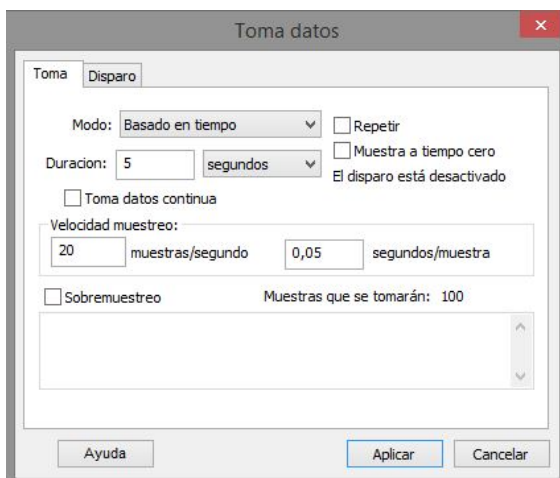 Toma datos
Toma Disparo
Modo: Basado en tiempo Repetir
Muestra a tiempo cero
Duracion: 5 segundos
El disparo está desactivado
Toma datos continua
Velocidad muestreo:
20 muestras/segundo 0,05 segundos/muestra
Sobremuestreo Muestras que se tomarán: 100
Ayuda Aplicar Cancelar